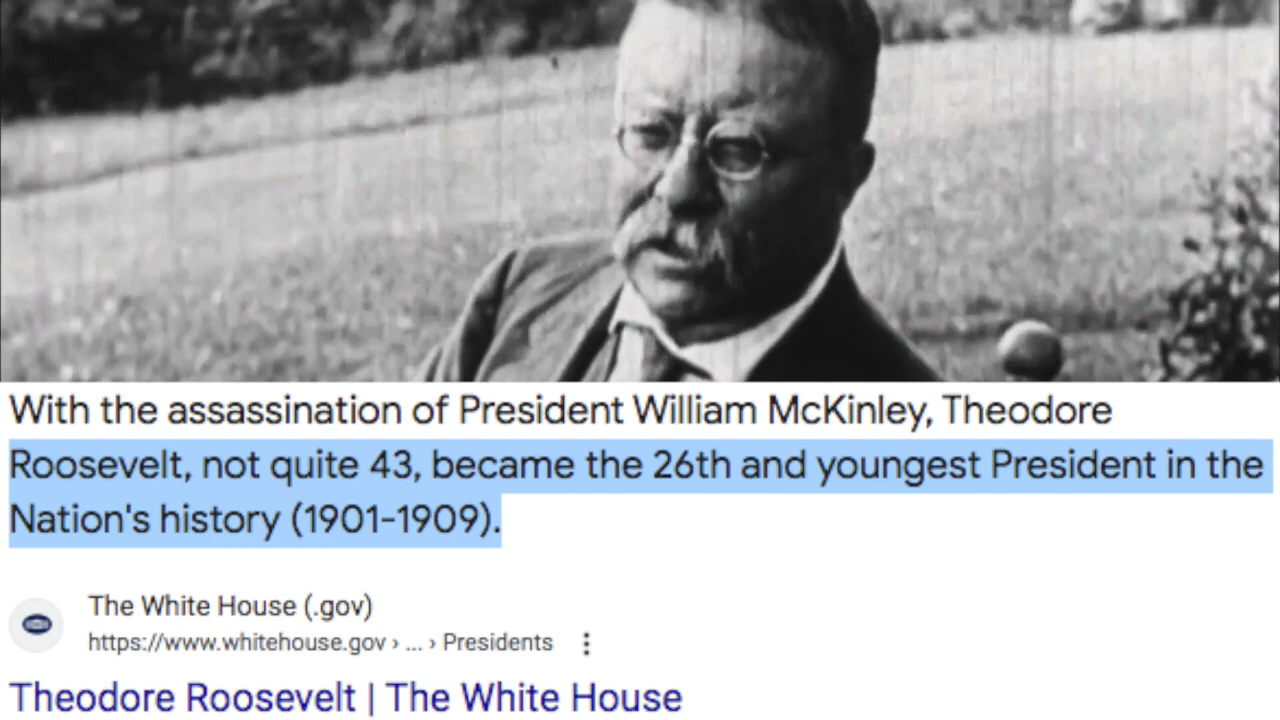 With the assassination of President William McKinley, Theodore
Roosevelt, not quite 43, became the 26th and youngest President in the
Nation's history (1901-1909).
The White House (.gov)
https://www.whitehouse.gov › ... › Presidents
Theodore Roosevelt | The White House